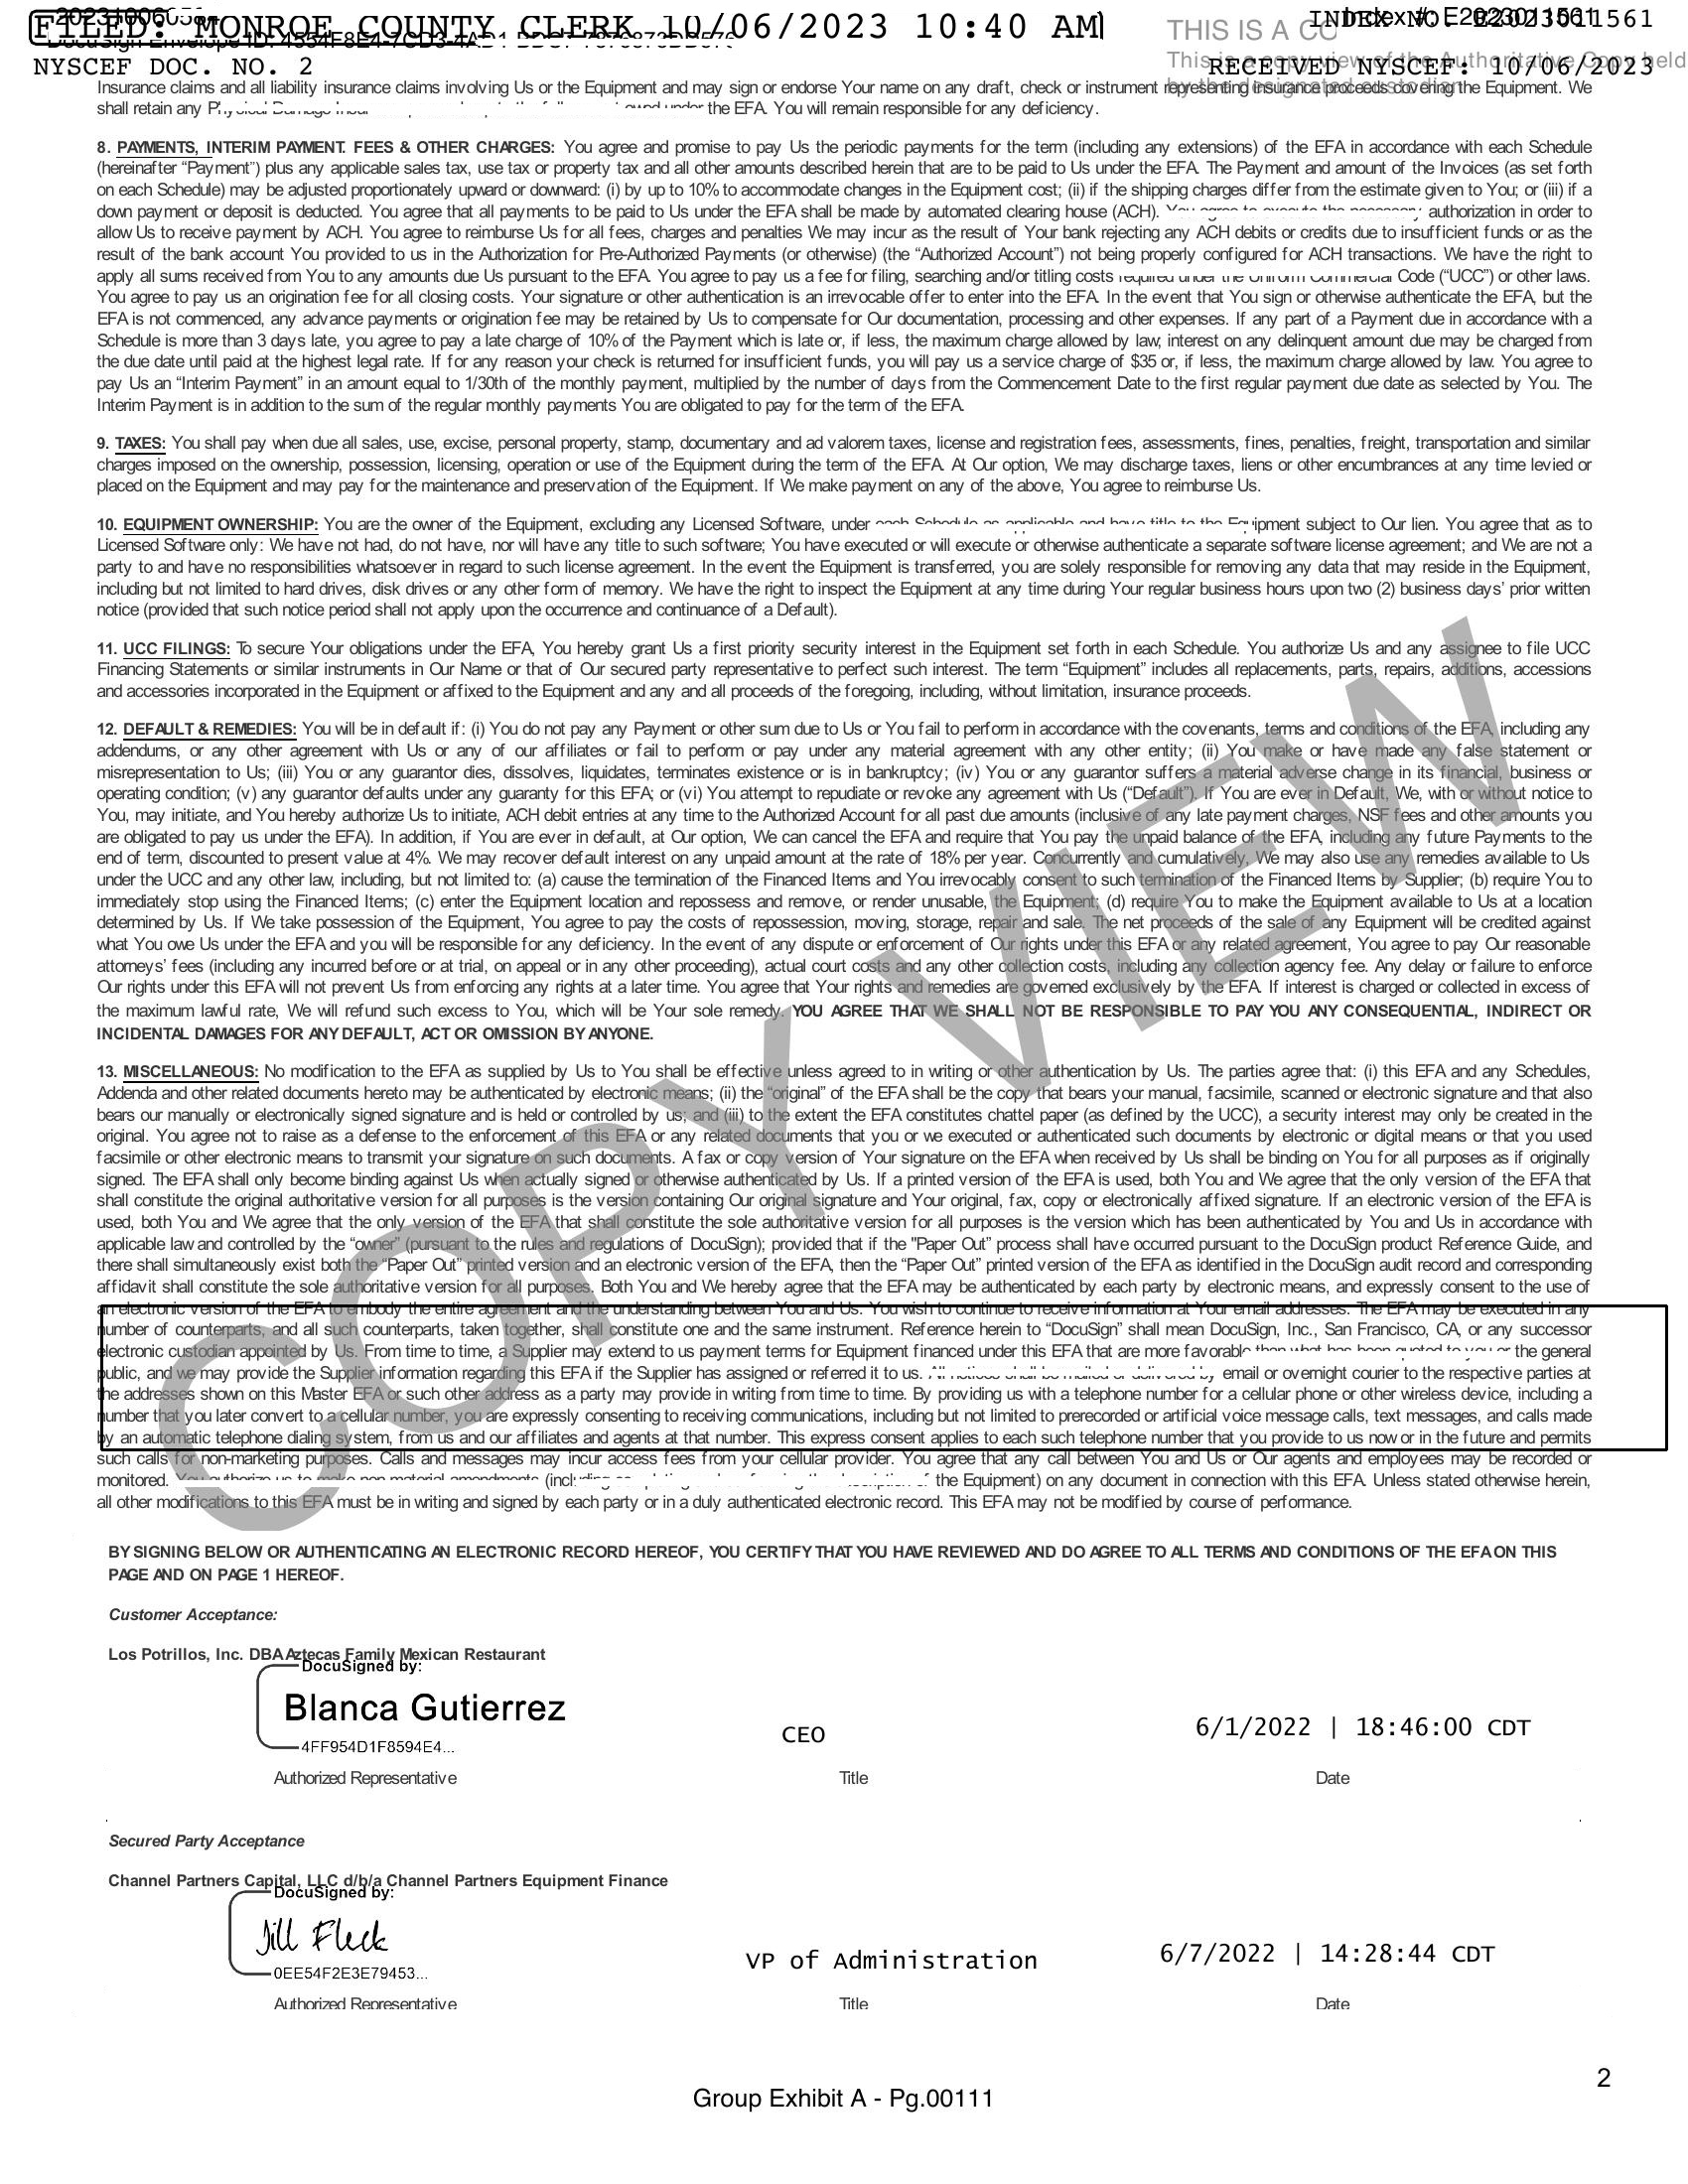 FILED: MONROE COUNTY CLERK 10/06/2023 10:40 AM
INDEX NO. E2023011561
NYSCEF DOC. NO. 2
RECEIVED NYSCEF: 10/06/2023
THIS IS A
This is a copy view of the Authoritative Copy held
by the designated custodian
Insurance claims and all liability insurance claims involving Us or the Equipment and may sign or endorse Your name on any draft, check or instrument representing insurance proceeds covering the Equipment. We
shall retain any the EFA. You will remain responsible for any deficiency.
8. PAYMENTS, INTERIM PAYMENT. FEES & OTHER CHARGES: You agree and promise to pay Us the periodic payments for the term (including any extensions) of the EFA in accordance with each Schedule
(hereinafter “Payment”) plus any applicable sales tax, use tax or property tax and all other amounts described herein that are to be paid to Us under the EFA. The Payment and amount of the Invoices (as set forth
on each Schedule) may be adjusted proportionately upward or downward: (i) by up to 10% to accommodate changes in the Equipment cost; (ii) if the shipping charges differ from the estimate given to You; or (iii) if a
down payment or deposit is deducted. You agree that all payments to be paid to Us under the EFA shall be made by automated clearing house (ACH). authorization in order to
allow Us to receive payment by ACH. You agree to reimburse Us for all fees, charges and penalties We may incur as the result of Your bank rejecting any ACH debits or credits due to insufficient funds or as the
result of the bank account You provided to us in the Authorization for Pre-Authorized Payments (or otherwise) (the “Authorized Account”) not being properly configured for ACH transactions. We have the right to
apply all sums received from You to any amounts due Us pursuant to the EFA. You agree to pay us a fee for filing, searching and/or titling costs required under the Uniform Commercial Code (“UCC”) or other laws.
You agree to pay us an origination fee for all closing costs. Your signature or other authentication is an irrevocable offer to enter into the EFA. In the event that You sign or otherwise authenticate the EFA, but the
EFA is not commenced, any advance payments or origination fee may be retained by Us to compensate for Our documentation, processing and other expenses. If any part of a Payment due in accordance with a
Schedule is more than 3 days late, you agree to pay a late charge of 10% of the Payment which is late or, if less, the maximum charge allowed by law; interest on any delinquent amount due may be charged from
the due date until paid at the highest legal rate. If for any reason your check is returned for insufficient funds, you will pay us a service charge of $35 or, if less, the maximum charge allowed by law. You agree to
pay Us an “Interim Payment” in an amount equal to 1/30th of the monthly payment, multiplied by the number of days from the Commencement Date to the first regular payment due date as selected by You. The
Interim Payment is in addition to the sum of the regular monthly payments You are obligated to pay for the term of the EFA.
9. TAXES: You shall pay when due all sales, use, excise, personal property, stamp, documentary and ad valorem taxes, license and registration fees, assessments, fines, penalties, freight, transportation and similar
charges imposed on the ownership, possession, licensing, operation or use of the Equipment during the term of the EFA. At Our option, We may discharge taxes, liens or other encumbrances at any time levied or
placed on the Equipment and may pay for the maintenance and preservation of the Equipment. If We make payment on any of the above, You agree to reimburse Us.
10. EQUIPMENT OWNERSHIP: You are the owner of the Equipment, excluding any Licensed Software, under each Schedule as applicable and have title to the Equipment subject to Our lien. You agree that as to
Licensed Software only: We have not had, do not have, nor will have any title to such software; You have executed or will execute or otherwise authenticate a separate software license agreement; and We are not a
party to and have no responsibilities whatsoever in regard to such license agreement. In the event the Equipment is transferred, you are solely responsible for removing any data that may reside in the Equipment,
including but not limited to hard drives, disk drives or any other form of memory. We have the right to inspect the Equipment at any time during Your regular business hours upon two (2) business days’ prior written
notice (provided that such notice period shall not apply upon the occurrence and continuance of a Default).
11. UCC FILINGS: To secure Your obligations under the EFA, You hereby grant Us a first priority security interest in the Equipment set forth in each Schedule. You authorize Us and any assignee to file UCC
Financing Statements or similar instruments in Our Name or that of Our secured party representative to perfect such interest. The term “Equipment” includes all replacements, parts, repairs, additions, accessions
and accessories incorporated in the Equipment or affixed to the Equipment and any and all proceeds of the foregoing, including, without limitation, insurance proceeds.
12. DEFAULT & REMEDIES: You will be in default if: (i) You do not pay any Payment or other sum due to Us or You fail to perform in accordance with the covenants, terms and conditions of the EFA, including any
addendums, or any other agreement with Us or any of our affiliates or fail to perform or pay under any material agreement with any other entity; (ii) You make or have made any false statement or
misrepresentation to Us; (iii) You or any guarantor dies, dissolves, liquidates, terminates existence or is in bankruptcy; (iv) You or any guarantor suffers a material adverse change in its financial, business or
operating condition; (v) any guarantor defaults under any guaranty for this EFA; or (vi) You attempt to repudiate or revoke any agreement with Us (“Default”). If You are ever in Default, We, with or without notice to
You, may initiate, and You hereby authorize Us to initiate, ACH debit entries at any time to the Authorized Account for all past due amounts (inclusive of any late payment charges, NSF fees and other amounts you
are obligated to pay us under the EFA). In addition, if You are ever in default, at Our option, We can cancel the EFA and require that You pay the unpaid balance of the EFA, including any future Payments to the
end of term, discounted to present value at 4%. We may recover default interest on any unpaid amount at the rate of 18% per year. Concurrently and cumulatively, We may also use any remedies available to Us
under the UCC and any other law, including, but not limited to: (a) cause the termination of the Financed Items and You irrevocably consent to such ermination of the Financed Items by Supplier; (b) require You to
immediately stop using the Financed Items; (c) enter the Equipment location and repossess and remove, or render unusable, the Equipment; (d) require You to make the Equipment available to Us at a location
determined by Us. If We take possession of the Equipment, You agree to pay the costs of repossession, moving, storage, repair and sale. The net proceeds of the sale of any Equipment will be credited against
what You owe Us under the EFA and you will be responsible for any deficiency. In the event of any dispute or enforcement of Our rights under this EFA or any related agreement, You agree to pay Our reasonable
attorneys’ fees (including any incurred before or at trial, on appeal or in any other proceeding), actual court costs and any other collection costs, including any collection agency fee. Any delay or failure to enforce
Our rights under this EFA will not prevent Us from enforcing any rights at a later time. You agree that Your rights and remedies are governed exclusively by the EFA. If interest is charged or collected in excess of
the maximum lawful rate, We will refund such excess to You, which will be Your sole remedy. YOU AGREE THAT WE SHALL NOT BE RESPONSIBLE TO PAY YOU ANY CONSEQUENTIAL, INDIRECT OR
INCIDENTAL DAMAGES FOR ANY DEFAULT, ACT OR OMISSION BY ANYONE.
13. MISCELLANEOUS: No modification to the EFA as supplied by Us to You shall be effective unless agreed to in writing or other authentication by Us. The parties agree that: (i) this EFA and any Schedules,
Addenda and other related documents hereto may be authenticated by electronic means; (ii) the “original” of the EFA shall be the copy that bears your manual, facsimile, scanned or electronic signature and that also
bears our manually or electronically signed signature and is held or controlled by us; and (iii) to the extent the EFA constitutes chattel paper (as defined by the UCC), a security interest may only be created in the
original. You agree not to raise as a defense to the enforcement of this EFA or any related documents that you or we executed or authenticated such documents by electronic or digital means or that you used
facsimile or other electronic means to transmit your signature on such documents. A fax or copy version of Your signature on the EFA when received by Us shall be binding on You for all purposes as if originally
signed. The EFA shall only become binding against Us when actually signed or otherwise authenticated by Us. If a printed version of the EFA is used, both You and We agree that the only version of the EFA that
shall constitute the original authoritative version for all purposes is the version containing Our original signature and Your original, fax, copy or electronically affixed signature. If an electronic version of the EFA is
used, both You and We agree that the only version of the EFA that shall constitute the sole authoritative version for all purposes is the version which has been authenticated by You and Us in accordance with
applicable law and controlled by the “owner” (pursuant to the rules and regulations of DocuSign); provided that if the "Paper Out” process shall have occurred pursuant to the DocuSign product Reference Guide, and
there shall simultaneously exist both the “Paper Out” printed version and an electronic version of the EFA, then the “Paper Out” printed version of the EFA as identified in the DocuSign audit record and corresponding
affidavit shall constitute the sole authoritative version for all purposes. Both You and We hereby agree that the EFA may be authenticated by each party by electronic means, and expressly consent to the use of
an electronic version of the EFA to embody the entire agreement and the understanding between You and Us. You wish to continue to receive information at Your email addresses. The EFA may be executed in any
number of counterparts, and all such counterparts, taken together, shall constitute one and the same instrument. Reference herein to “DocuSign” shall mean DocuSign, Inc., San Francisco, CA, or any successor
electronic custodian appointed by Us. From time to time, a Supplier may extend to us payment terms for Equipment financed under this EFA that are more favorable than what has been quoted to you or the general
public, and we may provide the Supplier information regarding this EFA if the Supplier has assigned or referred it to us. email or overnight courier to the respective parties at
the addresses shown on this Master EFA or such other address as a party may provide in writing from time to time. By providing us with a telephone number for a cellular phone or other wireless device, including a
number that you later convert to a cellular number, you are expressly consenting to receiving communications, including but not limited to prerecorded or artificial voice message calls, text messages, and calls made
by an automatic telephone dialing system, from us and our affiliates and agents at that number. This express consent applies to each such telephone number that you provide to us now or in the future and permits
such calls for non-marketing purposes. Calls and messages may incur access fees from your cellular provider. You agree that any call between You and Us or Our agents and employees may be recorded or
monitored. You authorize us to make non-material amendments the Equipment) on any document in connection with this EFA. Unless stated otherwise herein,
all other modifications to this EFA must be in writing and signed by each party or in a duly authenticated electronic record. This EFA may not be modified by course of performance.
COPY VIEW
BY SIGNING BELOW OR AUTHENTICATING AN ELECTRONIC RECORD HEREOF, YOU CERTIFY THAT YOU HAVE REVIEWED AND DO AGREE TO ALL TERMS AND CONDITIONS OF THE EFA ON THIS
PAGE AND ON PAGE 1 HEREOF.
Customer Acceptance:
Los Potrillos, Inc. DBA Aztecas Family Mexican Restaurant
DocuSigned by:
Blanca Gutierrez
4FF954D1F8594E4...
CEO
6/1/2022 | 18:46:00 CDT
Authorized Representative
Title
Date
Secured Party Acceptance
Channel Partners Capital, LLC d/b/a Channel Partners Equipment Finance
DocuSigned by:
Jill Fleck
0EE54F2E3E79453...
VP of Administration
6/7/2022 | 14:28:44 CDT
Authorized Representative
Title
Date
2
Group Exhibit A - Pg.00111